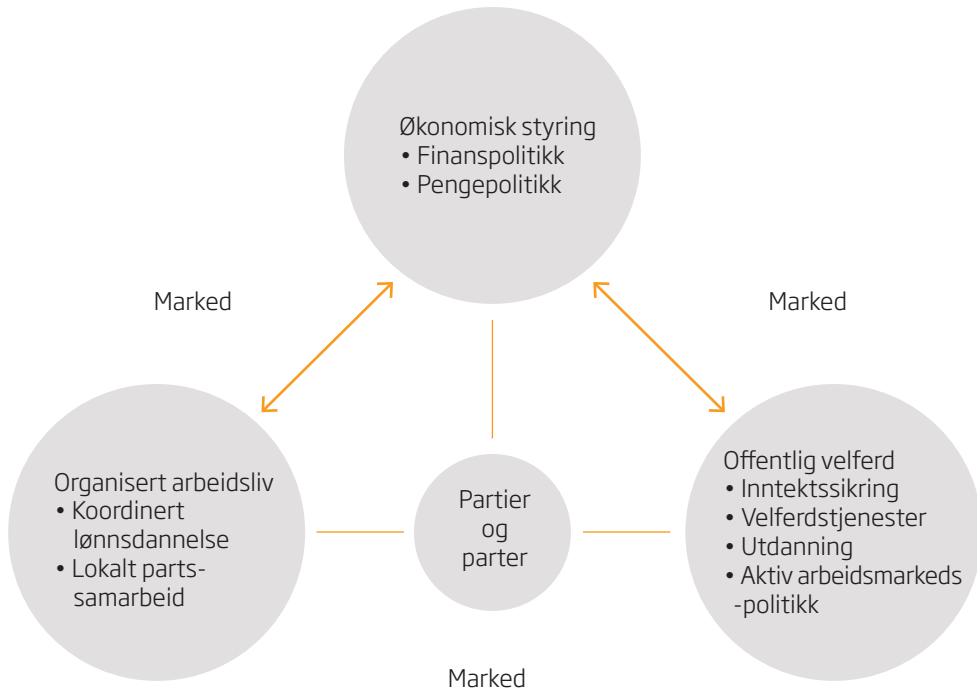 Økonomisk styring
• Finanspolitikk
• Pengepolitikk
Marked
Marked
Organisert arbeidsliv
• Koordinert
lønnsdannelse
• Lokalt parts-
samarbeid
Partier
og
parter
Offentlig velferd
• Inntektssikring
• Velferdstjenester
• Utdanning
• Aktiv arbeidsmarkeds
-politikk
Marked